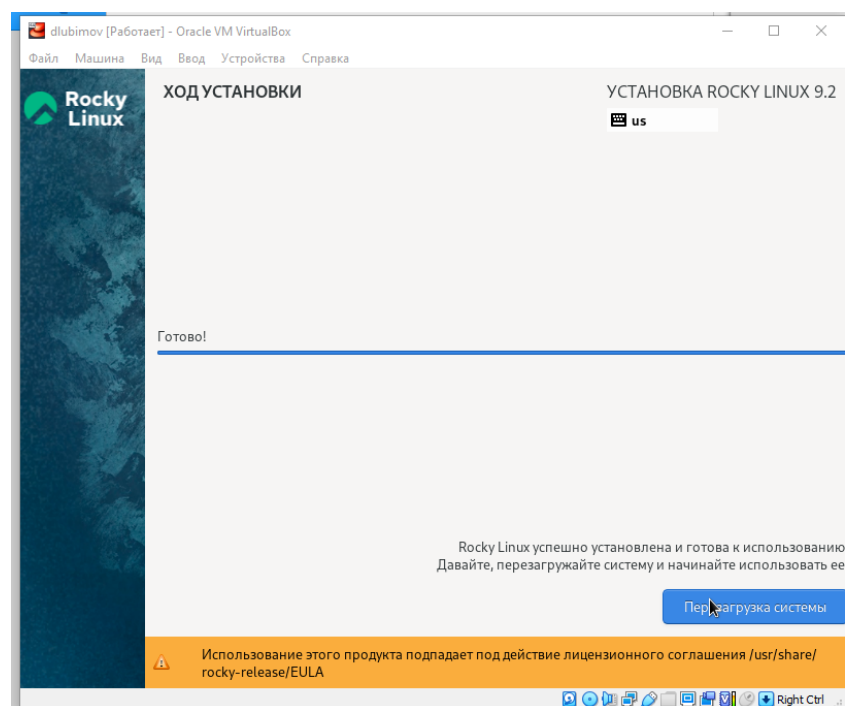 dlubimov [Работает] - Oracle VM VirtualBox
Файл Машина Вид Ввод Устройства Справка
Rocky
Linux
ХОД УСТАНОВКИ
УСТАНОВКА ROCKY LINUX 9.2
us
Готово!
Rocky Linux успешно установлена и готова к использованию
Давайте, перезагружайте систему и начинайте использовать ее
Перезагрузка системы
Использование этого продукта подпадает под действие лицензионного соглашения /usr/share/
rocky-release/EULA
Right Ctrl